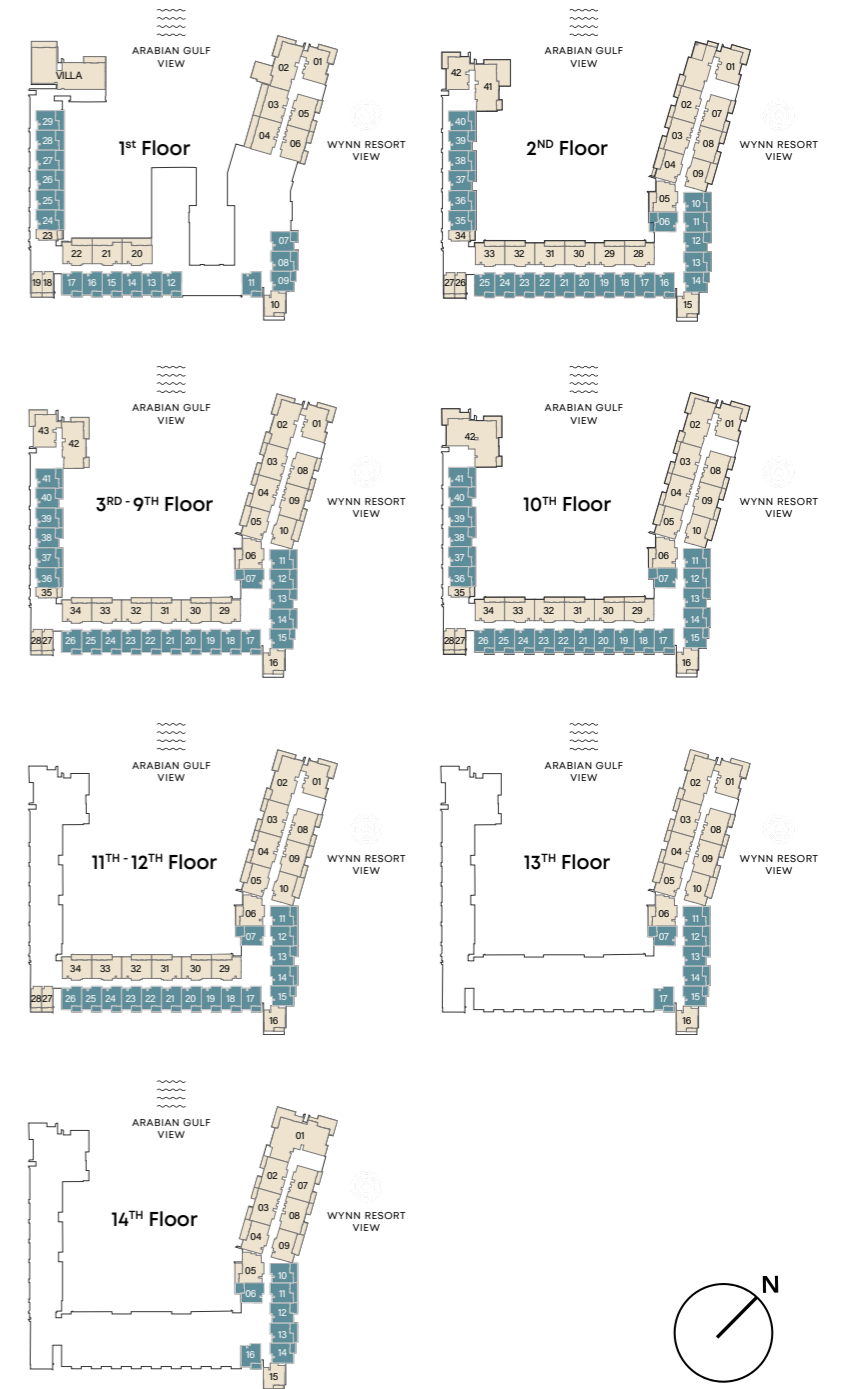 ARABIAN GULF
VIEW
VILLA
01
02
03
05
04
06
29
28
27
26
25
24
23
1st Floor
WYNN RESORT
VIEW
22 21 20
07
08
09
19 18 17 16 15 14 13 12 11
10
ARABIAN GULF
VIEW
42
41
01
02
07
03
08
04
09
40
39
38
37
36
35
34
2ND Floor
WYNN RESORT
VIEW
05
06
10
11
12
13
14
33 32 31 30 29 28
27 26 25 24 23 22 21 20 19 18 17 16
15
ARABIAN GULF
VIEW
43
42
01
02
03
08
04
09
05
10
41
40
39
38
37
36
35
3RD - 9TH Floor
WYNN RESORT
VIEW
06
07
11
12
13
14
15
34 33 32 31 30 29
28 27 26 25 24 23 22 21 20 19 18 17
16
ARABIAN GULF
VIEW
42
01
02
03
08
04
09
05
10
41
40
39
38
37
36
35
10TH Floor
WYNN RESORT
VIEW
06
07
11
12
13
14
15
34 33 32 31 30 29
28 27 26 25 24 23 22 21 20 19 18 17
16
ARABIAN GULF
VIEW
01
02
03
08
04
09
05
10
11TH - 12TH Floor
WYNN RESORT
VIEW
06
07
11
12
13
14
15
34 33 32 31 30 29
28 27 26 25 24 23 22 21 20 19 18 17
16
ARABIAN GULF
VIEW
01
02
03
08
04
09
05
10
13TH Floor
WYNN RESORT
VIEW
06
07
11
12
13
14
15
17
16
ARABIAN GULF
VIEW
01
02
07
03
08
04
09
14TH Floor
WYNN RESORT
VIEW
05
06
10
11
12
13
14
16
15
N